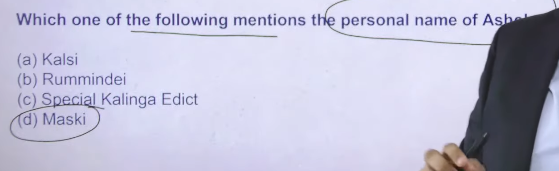 Which one of the following mentions the personal name of
(a) Kalsi
(b) Rummindei
(c) Special Kalinga Edict
(d) Maski